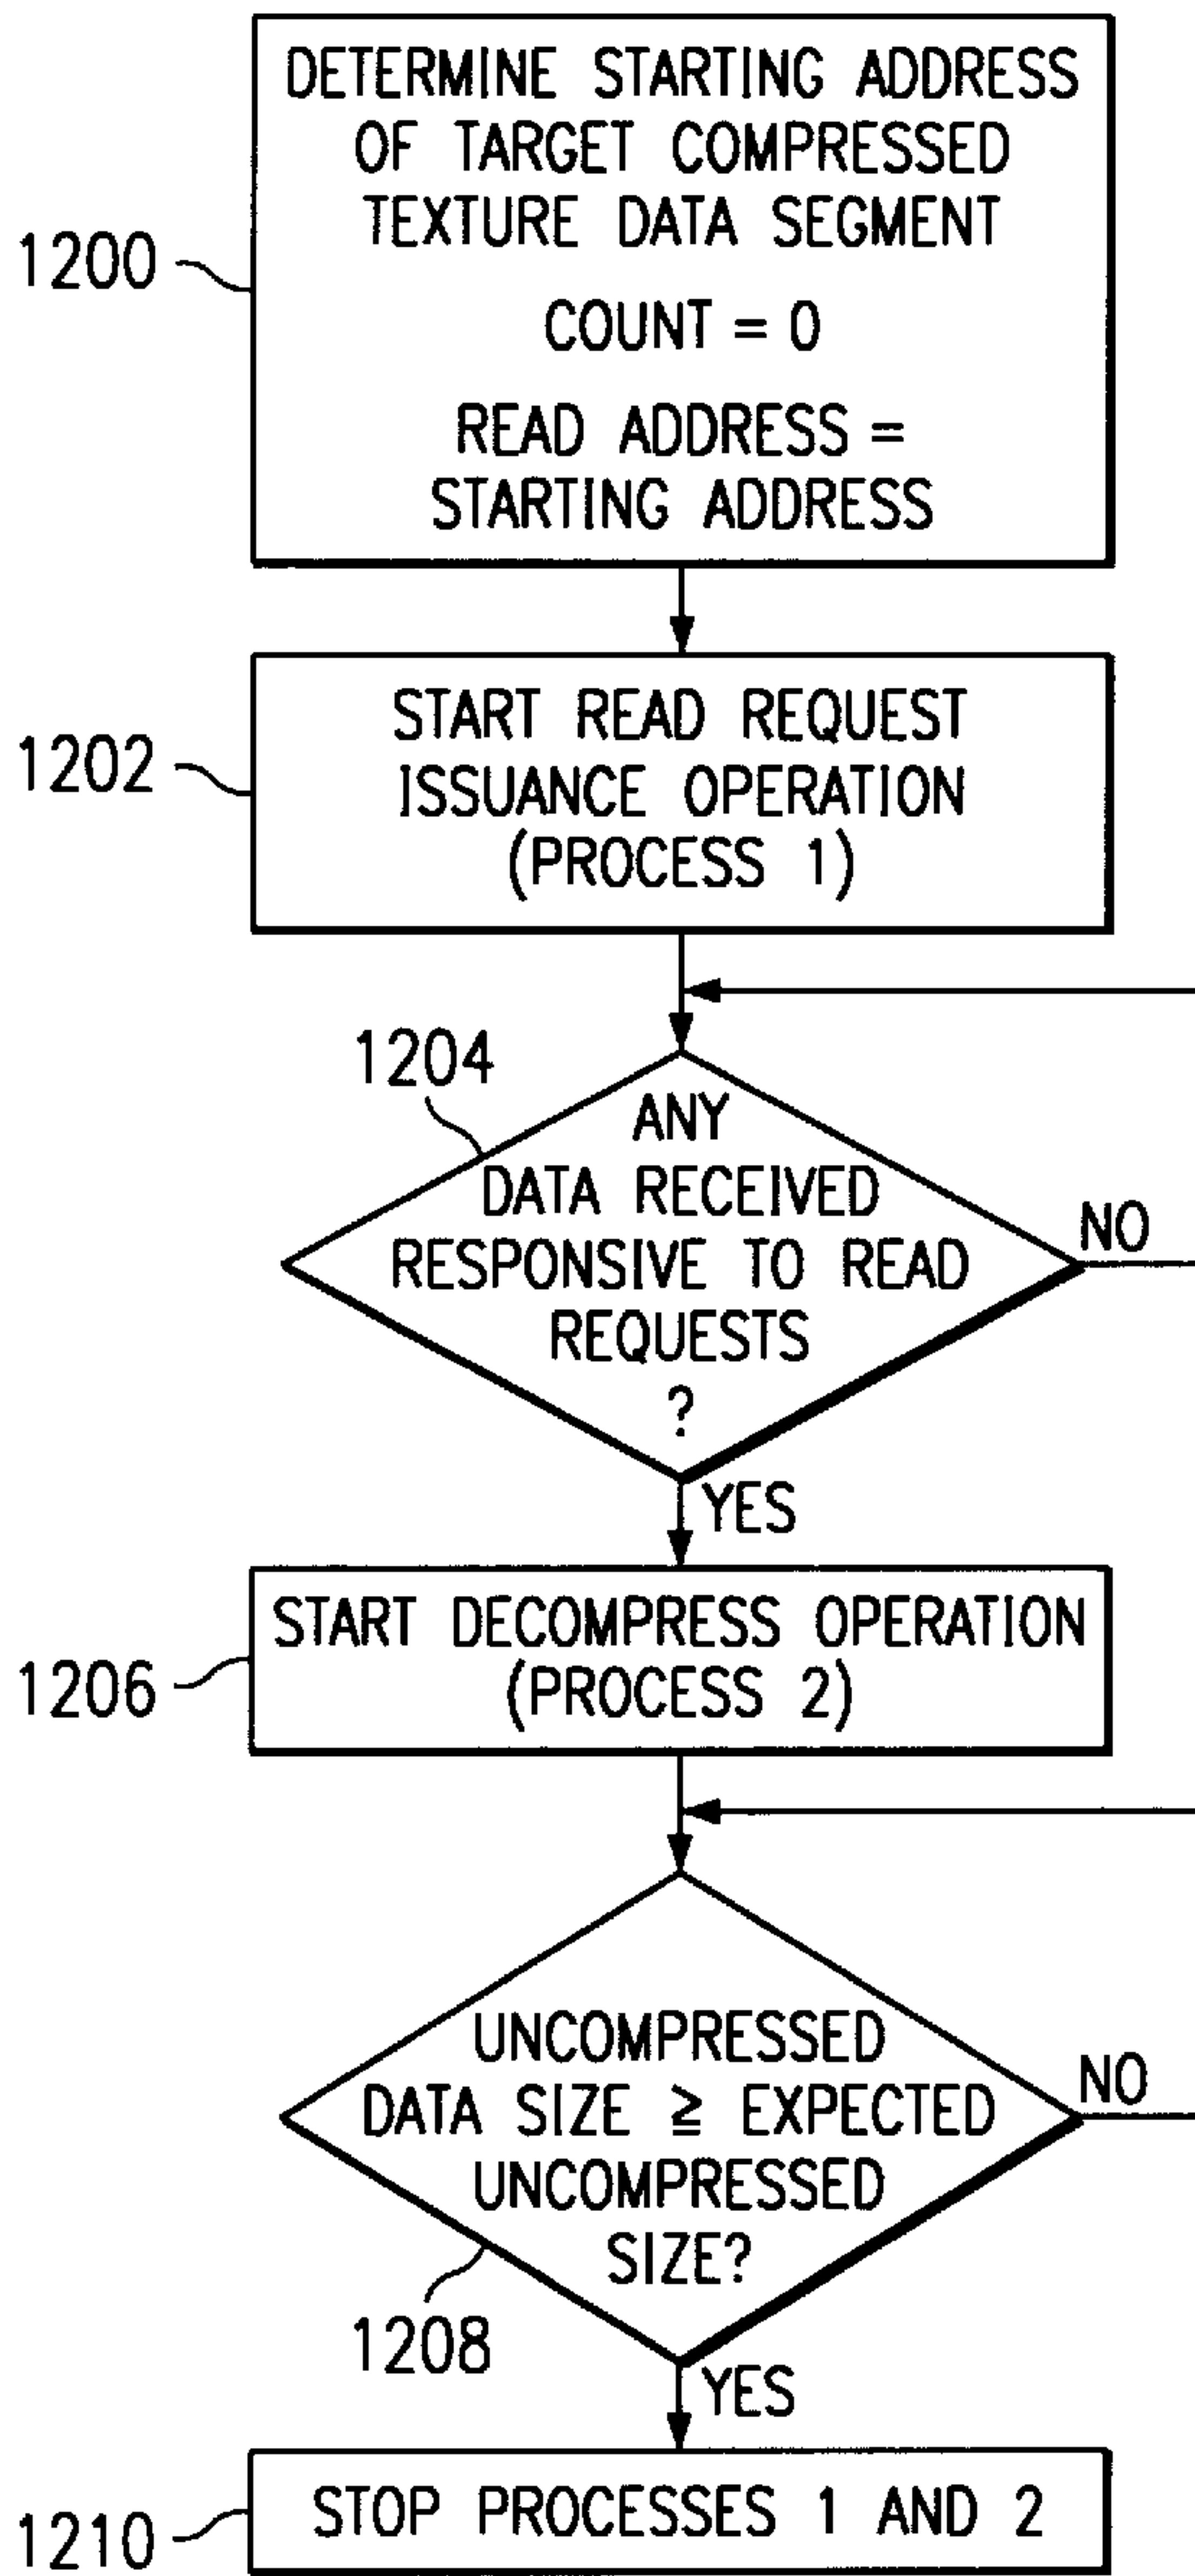 DETERMINE STARTING ADDRESS
OF TARGET COMPRESSED
TEXTURE DATA SEGMENT
1200
COUNT = 0
READ ADDRESS =
STARTING ADDRESS
START READ REQUEST
1202
ISSUANCE OPERATION
(PROCESS 1)
1204
ANY
DATA RECEIVED
NO
RESPONSIVE TO READ
REQUESTS
?
YES
START DECOMPRESS OPERATION
1206
(PROCESS 2)
UNCOMPRESSED
NO
DATA SIZE ≧ EXPECTED
UNCOMPRESSED
SIZE?
1208
YES
STOP PROCESSES 1 AND 2
1210